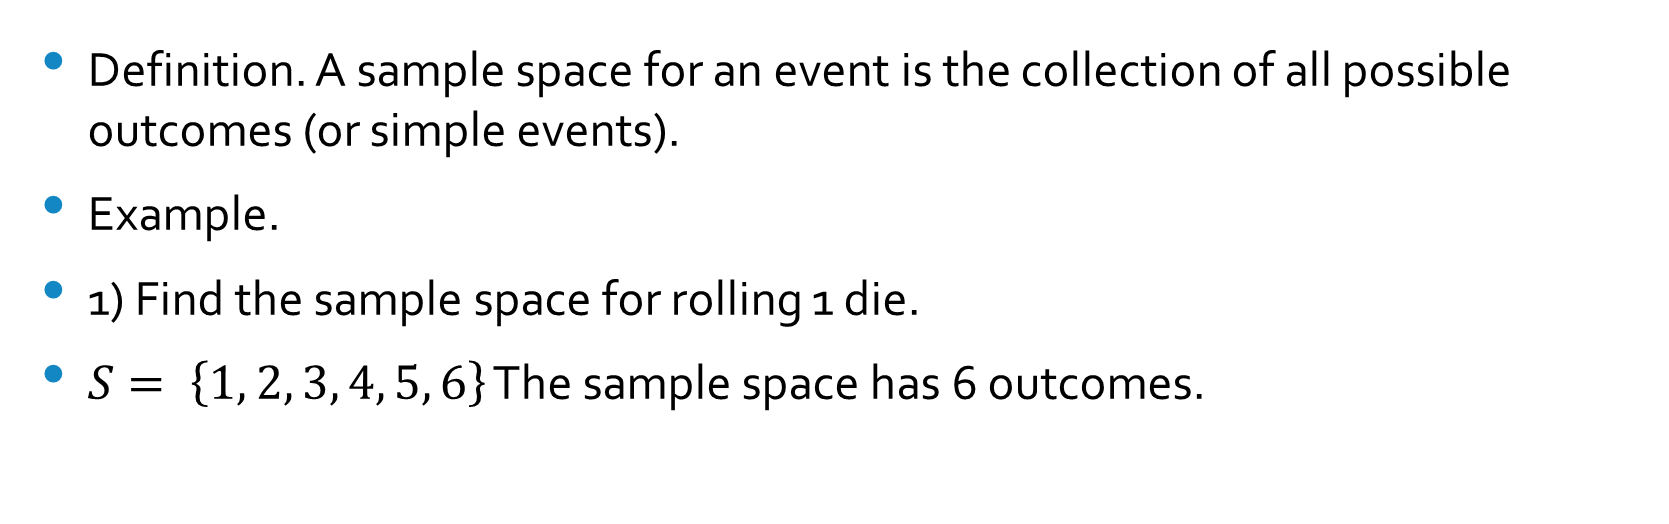 • Definition. A sample space for an event is the collection of all possible
outcomes (or simple events).
• Example.
• 1) Find the sample space for rolling 1 die.
• S = {1, 2, 3, 4, 5, 6} The sample space has 6 outcomes.